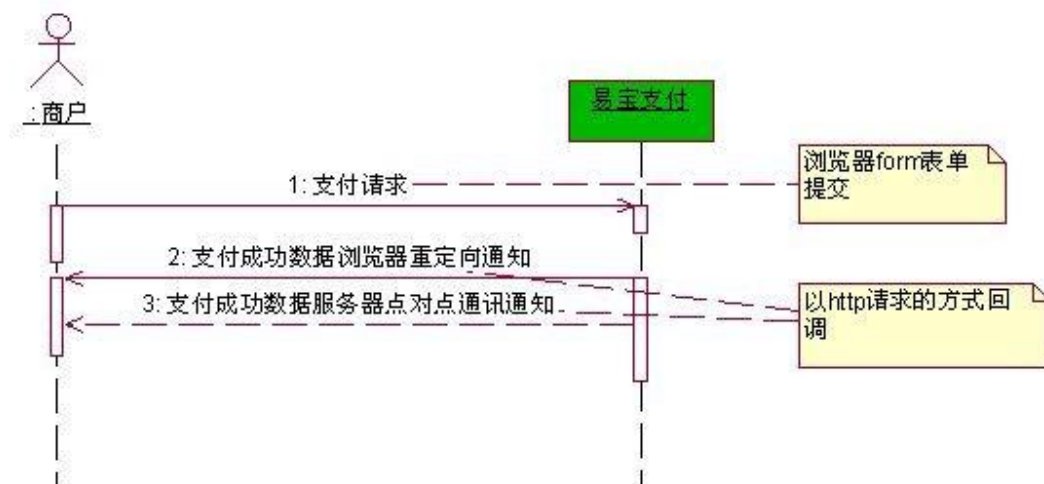 : 商户
易宝支付
浏览器form表单
提交
1: 支付请求
2: 支付成功数据浏览器重定向通知
3: 支付成功数据服务器点对点通讯通知
以http请求的方式回
调